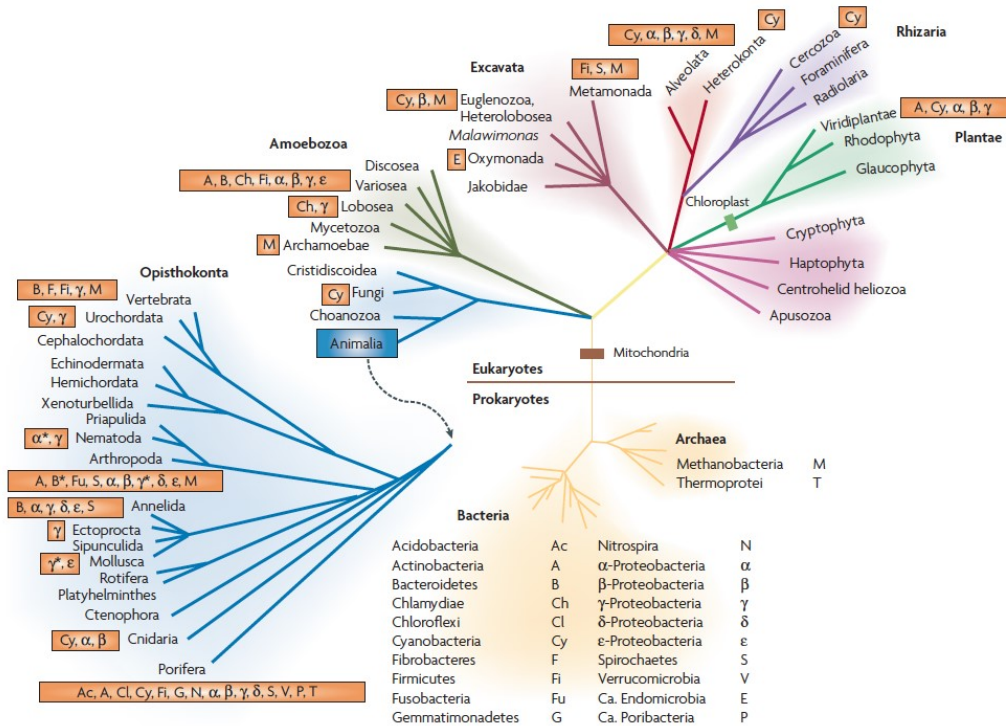 Cy
Cy
Cy, α, β, γ, δ, M
Rhizaria
Cercozoa
Foraminifera
Radiolaria
Alveolata
Heterokonta
Excavata
Fi, S, M
Metamonada
Cy, β, M
Euglenozoa,
Heterolobosea
Malawimonas
E
Oxymonada
Jakobidae
A, Cy, α, β, γ
Viridiplantae
Plantae
Rhodophyta
Glaucophyta
Chloroplast
Cryptophyta
Haptophyta
Centrohelid heliozoa
Apusozoa
Amoebozoa
Discosea
A, B, Ch, Fi, α, β, γ, ε
Variosea
Ch, γ
Lobosea
Mycetozoa
M
Archamoebae
Opisthokonta
Cristidiscoidea
Cy
Fungi
Choanozoa
Animalia
B, F, Fi, γ, M
Vertebrata
Cy, γ
Urochordata
Cephalochordata
Echinodermata
Hemichordata
Xenoturbellida
Priapulida
α*, γ
Nematoda
Arthropoda
A, B*, Fu, S, α, β, γ*, δ, ε, M
B, α, γ, δ, ε, S
Annelida
γ
Ectoprocta
Sipunculida
γ*, ε
Mollusca
Rotifera
Platyhelminthes
Ctenophora
Cy, α, β
Cnidaria
Porifera
Ac, A, Cl, Cy, Fi, G, N, α, β, γ, δ, S, V, P, T
Mitochondria
Eukaryotes
Prokaryotes
Archaea
Methanobacteria M
Thermoprotei T
Bacteria
Acidobacteria Ac Nitrospira N
Actinobacteria A α-Proteobacteria α
Bacteroidetes B β-Proteobacteria β
Chlamydiae Ch γ-Proteobacteria γ
Chloroflexi Cl δ-Proteobacteria δ
Cyanobacteria Cy ε-Proteobacteria ε
Fibrobacteres F Spirochaetes S
Firmicutes Fi Verrucomicrobia V
Fusobacteria Fu Ca. Endomicrobia E
Gemmatimonadetes G Ca. Poribacteria P